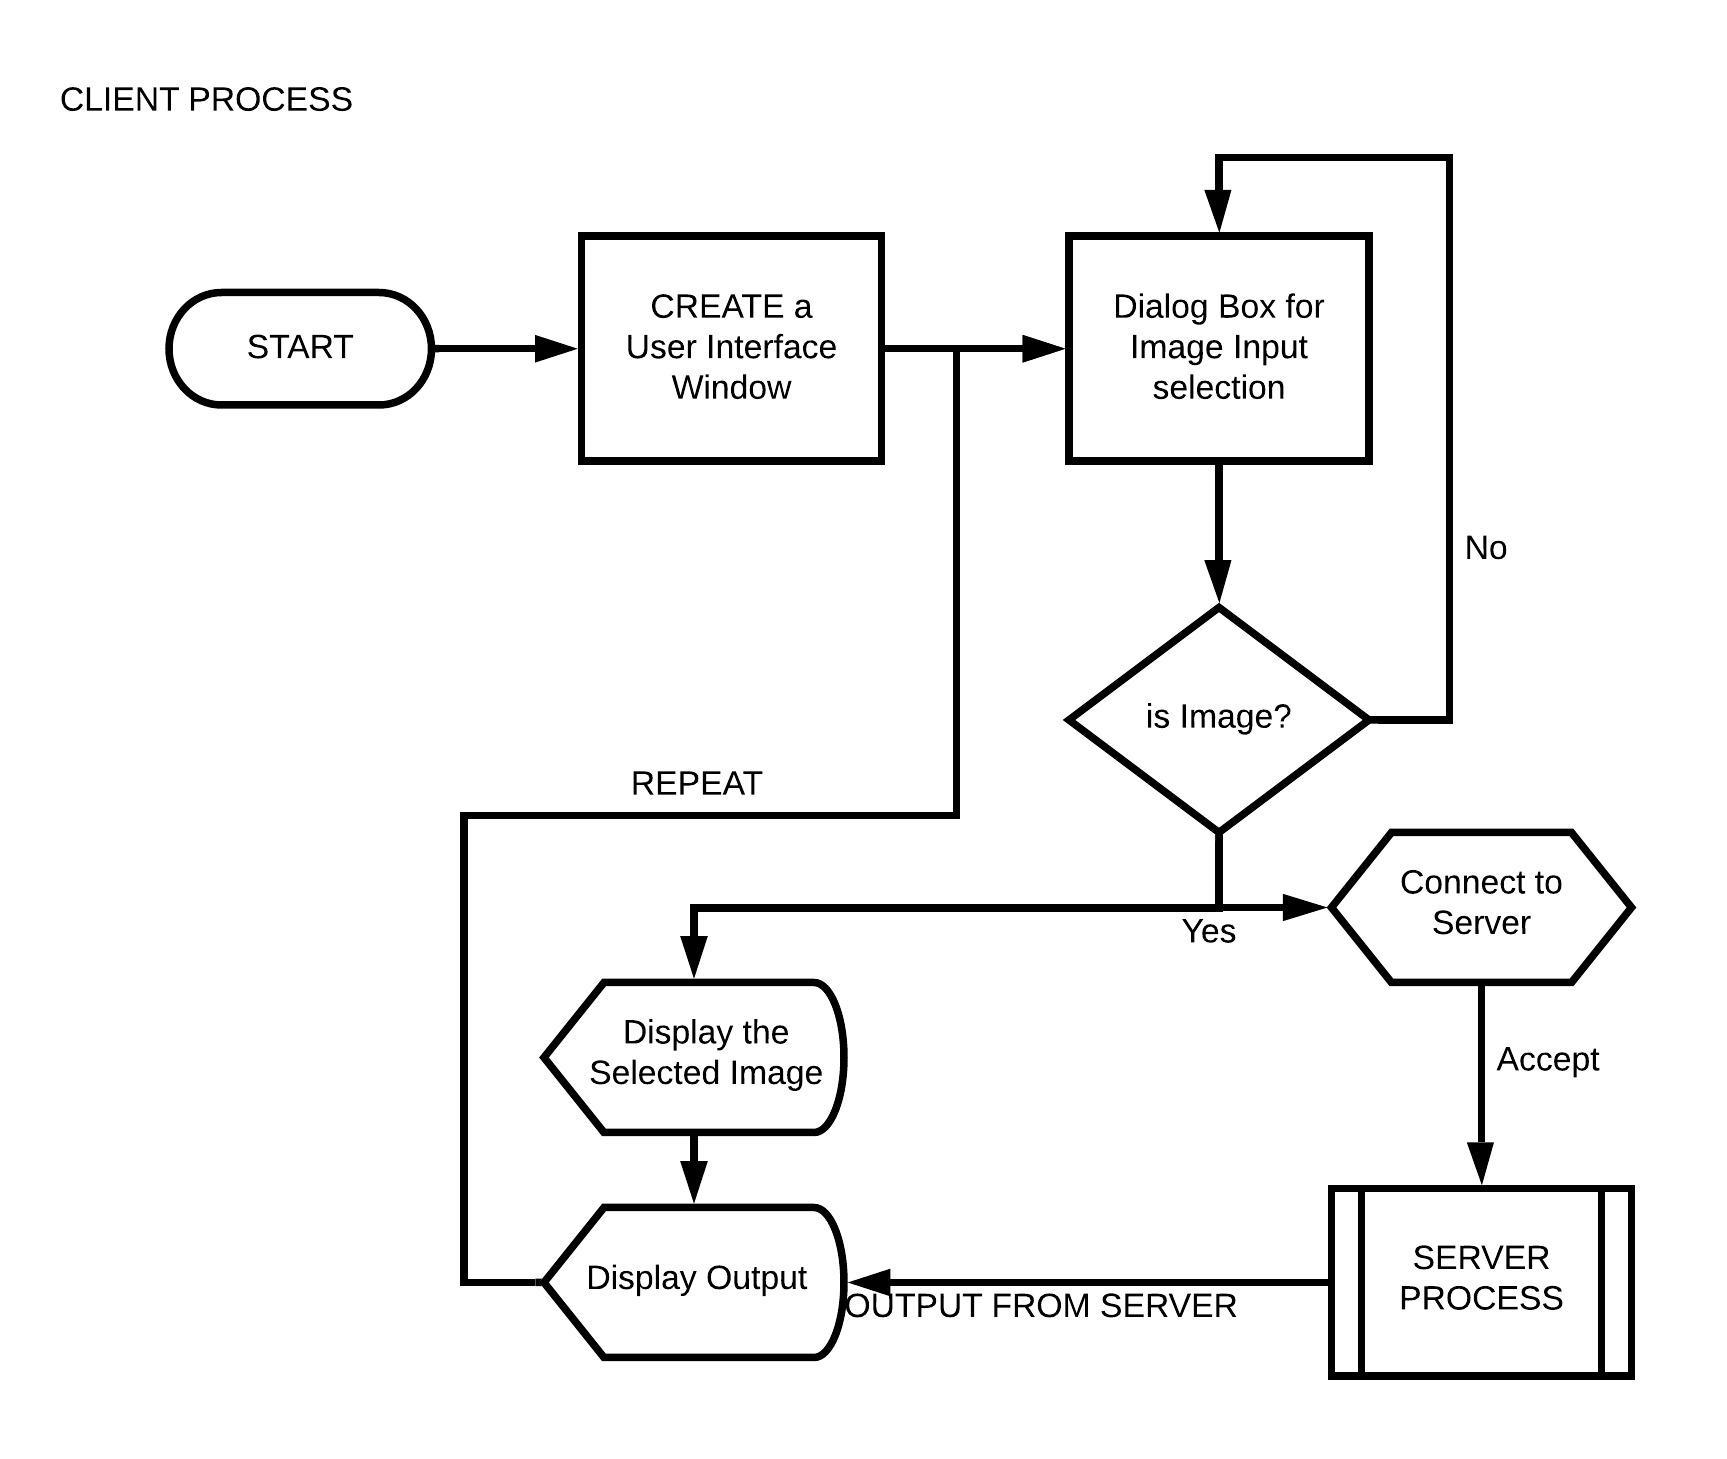 CLIENT PROCESS
START
CREATE a
User Interface
Window
Dialog Box for
Image Input
selection
No
is Image?
REPEAT
Yes
Connect to
Server
Accept
Display the
Selected Image
Display Output
OUTPUT FROM SERVER
SERVER
PROCESS